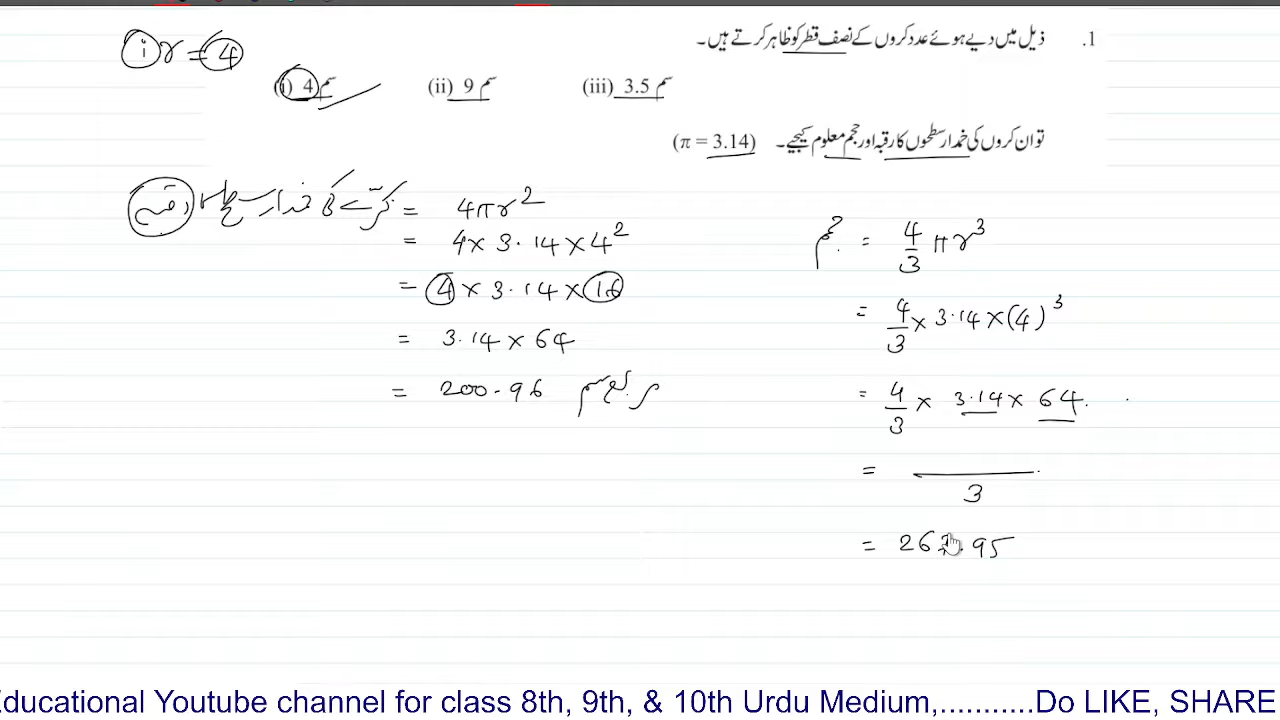 1. ذیل میں دیے ہوئے عدد کروں کے نصف قطر کو ظاہر کرتے ہیں۔
i r = 4
(i) 4 سم (ii) 9 سم (iii) 3.5 سم
تو ان کروں کی خمدار سطحوں کا رقبہ اور حجم معلوم کیجیے۔ (π = 3.14)
کرے کی خمدار سطح کا رقبہ = 4πr²
= 4 × 3.14 × 4²
= 4 × 3.14 × 16
= 3.14 × 64
= 200.96 مربع سم
حجم = 4/3 πr³
= 4/3 × 3.14 × (4)³
= 4/3 × 3.14 × 64.
= /3
= 267.95
Educational Youtube channel for class 8th, 9th, & 10th Urdu Medium,...........Do LIKE, SHARE